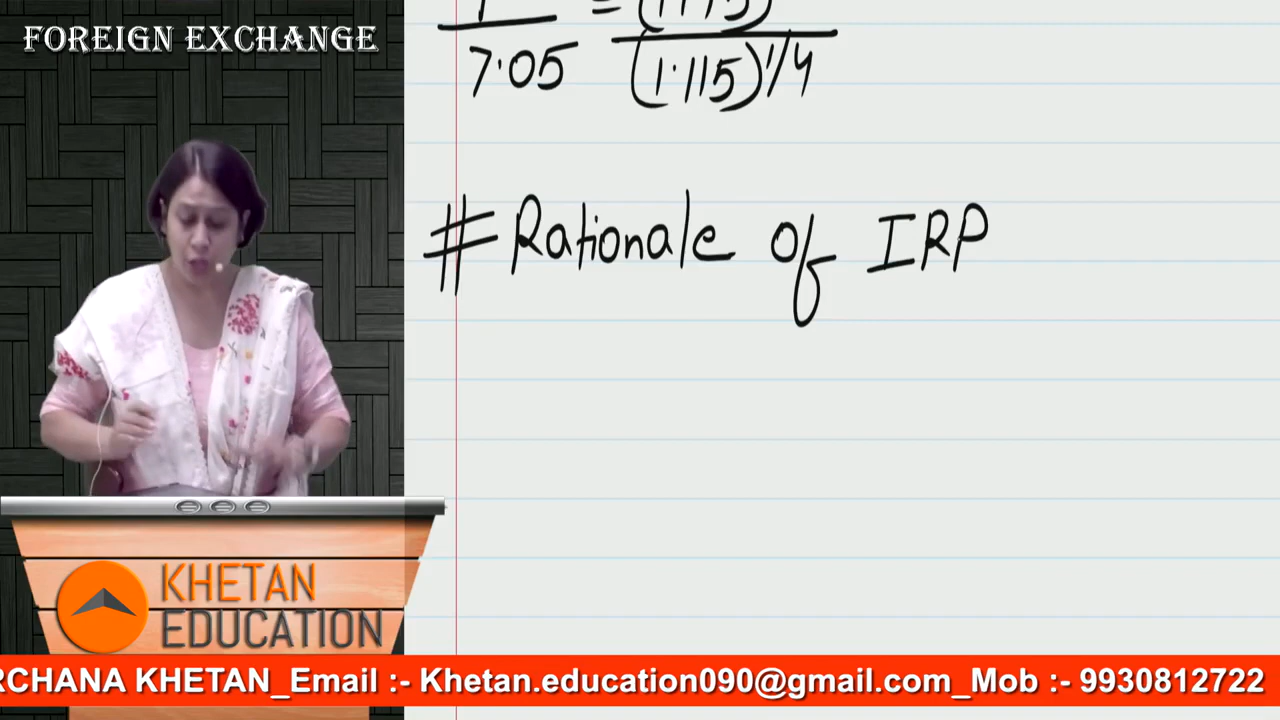 FOREIGN EXCHANGE
7.05
(1.115)^1/4
# Rationale of IRP
KHETAN
EDUCATION
RCHANA KHETAN_Email :- Khetan.education090@gmail.com_Mob :- 9930812722